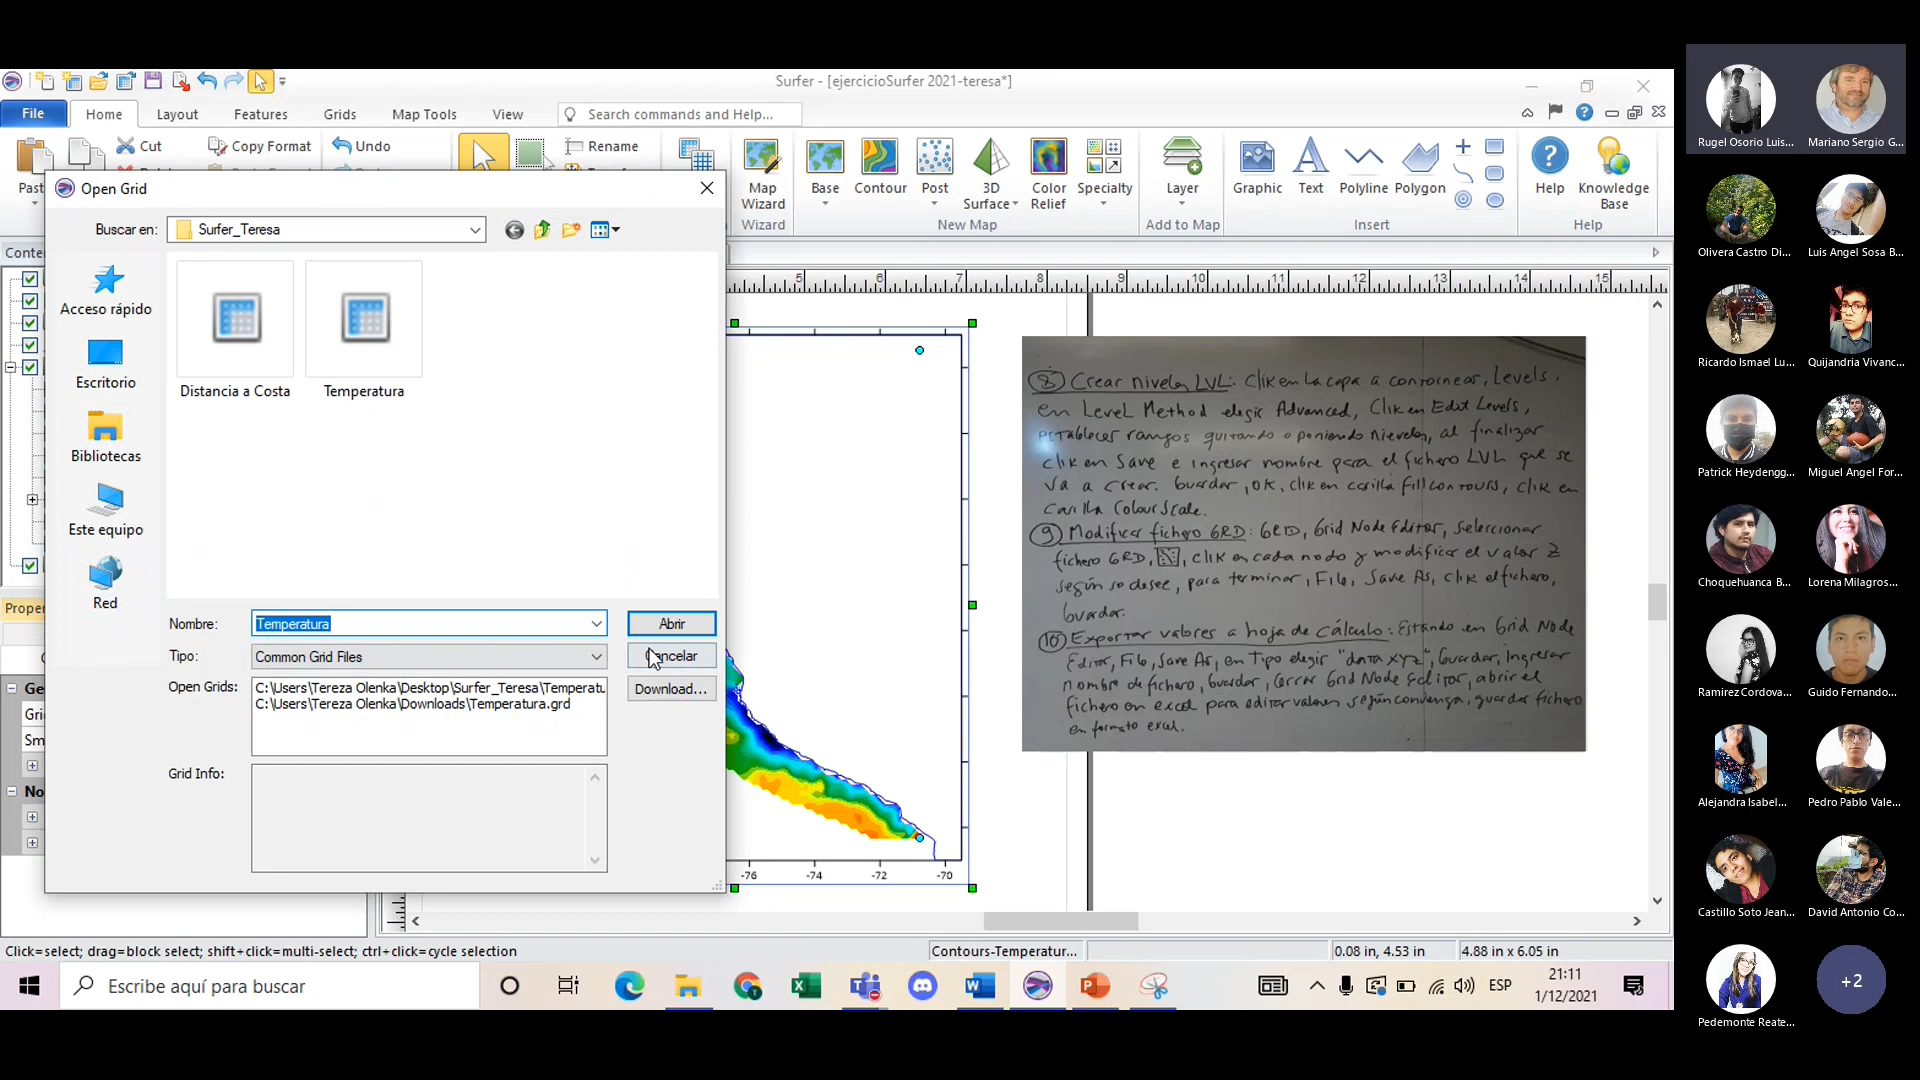 Surfer - [ejercicioSurfer 2021-teresa*]
File Home Layout Features Grids Map Tools View Search commands and Help...
Cut Copy Format Undo Rename
Map Wizard Base Contour Post 3D Surface Color Relief Specialty Layer Graphic Text Polyline Polygon Help Knowledge Base
Wizard New Map Add to Map Insert Help
Open Grid
Buscar en: Surfer_Teresa
Acceso rápido
Escritorio
Bibliotecas
Este equipo
Red
Distancia a Costa Temperatura
Nombre: Temperatura Abrir
Tipo: Common Grid Files Cancelar
Open Grids: C:\Users\Tereza Olenka\Desktop\Surfer_Teresa\Temperatu
C:\Users\Tereza Olenka\Downloads\Temperatura.grd
Download...
Grid Info:
5 6 7 8 9 10 11 12 13 14 15
-76 -74 -72 -70
8) Crear niveles LVL: Clik en la capa a contornear, Levels.
en Level Method elegir Advanced, Clik en Edit Levels,
establecer rangos quitando o poniendo nieveles, al finalizar
clik en Save e ingresar nombre para el fichero LVL que se
va a crear. Guardar, OK, clik en casilla fill contours, clik en
casilla Colour Scale.
9) Modificar fichero GRD: GRD, Grid Node Editor, seleccionar
fichero GRD, , clik en cada nodo y modificar el valor Z
según se desee, para terminar, File, Save As, clik al fichero,
Guardar.
10) Exportar valores a hoja de cálculo: Estando en Grid Node
Editor, File, Save As, en Tipo elegir "data xyz", Guardar, ingresar
nombre de fichero, Guardar, cerrar Grid Node Editor, abrir el
fichero en excel para editar valores según convenga, guardar fichero
en formato excel.
Click=select; drag=block select; shift+click=multi-select; ctrl+click=cycle selection
Contours-Temperatur... 0.08 in, 4.53 in 4.88 in x 6.05 in
Escribe aquí para buscar
ESP 21:11
1/12/2021
Rugel Osorio Luis... Mariano Sergio G...
Olivera Castro Di... Luis Angel Sosa B...
Ricardo Ismael Lu... Quijandria Vivanc...
Patrick Heydengg... Miguel Angel For...
Choquehuanca B... Lorena Milagros...
Ramirez Cordova... Guido Fernando...
Alejandra Isabel... Pedro Pablo Vale...
Castillo Soto Jean... David Antonio Co...
Pedemonte Reate... +2